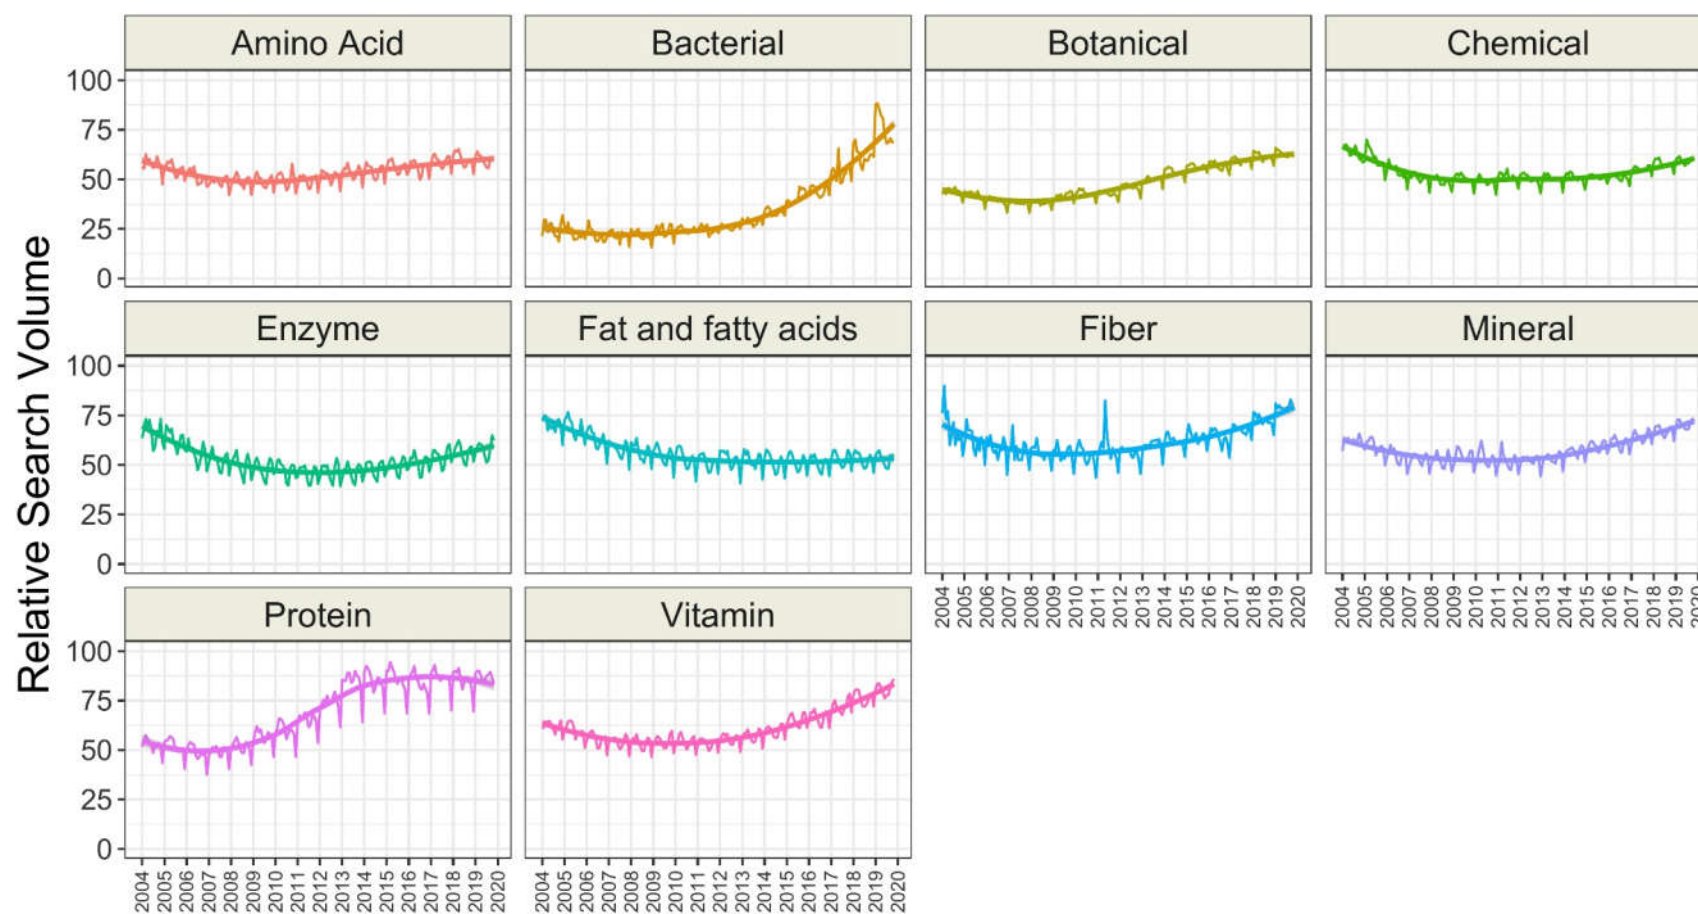 Relative Search Volume
Amino Acid Bacterial Botanical Chemical
100
75
50
25
0
Enzyme Fat and fatty acids Fiber Mineral
100
75
50
25
0
2004 2005 2006 2007 2008 2009 2010 2011 2012 2013 2014 2015 2016 2017 2018 2019 2020
2004 2005 2006 2007 2008 2009 2010 2011 2012 2013 2014 2015 2016 2017 2018 2019
Protein Vitamin
100
75
50
25
0
2004 2005 2006 2007 2008 2009 2010 2011 2012 2013 2014 2015 2016 2017 2018 2019 2020
2004 2005 2006 2007 2008 2009 2010 2011 2012 2013 2014 2015 2016 2017 2018 2019 2020